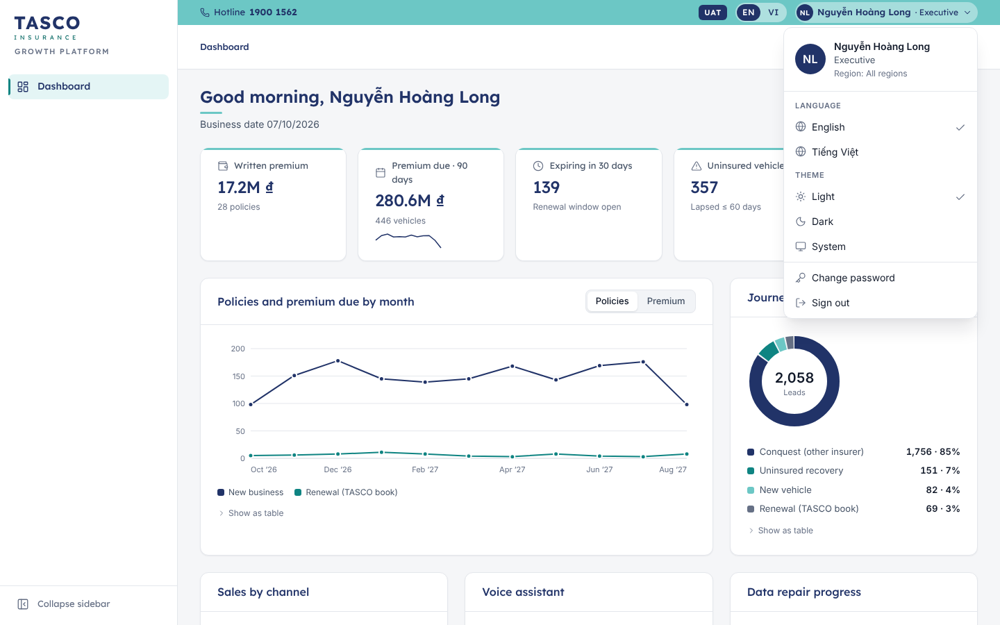 TASCO
INSURANCE
GROWTH PLATFORM
Dashboard
Collapse sidebar
Hotline 1900 1562
UAT
EN VI
NL Nguyễn Hoàng Long · Executive
Dashboard
NL
Nguyễn Hoàng Long
Executive
Region: All regions
LANGUAGE
English
Tiếng Việt
THEME
Light
Dark
System
Change password
Sign out
Good morning, Nguyễn Hoàng Long
Business date 07/10/2026
Written premium
17.2M ₫
28 policies
Premium due · 90
days
280.6M ₫
446 vehicles
Expiring in 30 days
139
Renewal window open
Uninsured vehicle
357
Lapsed ≤ 60 days
Policies and premium due by month
Policies Premium
200
150
100
50
0
Oct ’26 Dec ’26 Feb ’27 Apr ’27 Jun ’27 Aug ’27
New business Renewal (TASCO book)
Show as table
Journe
2,058
Leads
Conquest (other insurer) 1,756 · 85%
Uninsured recovery 151 · 7%
New vehicle 82 · 4%
Renewal (TASCO book) 69 · 3%
Show as table
Sales by channel
Voice assistant
Data repair progress